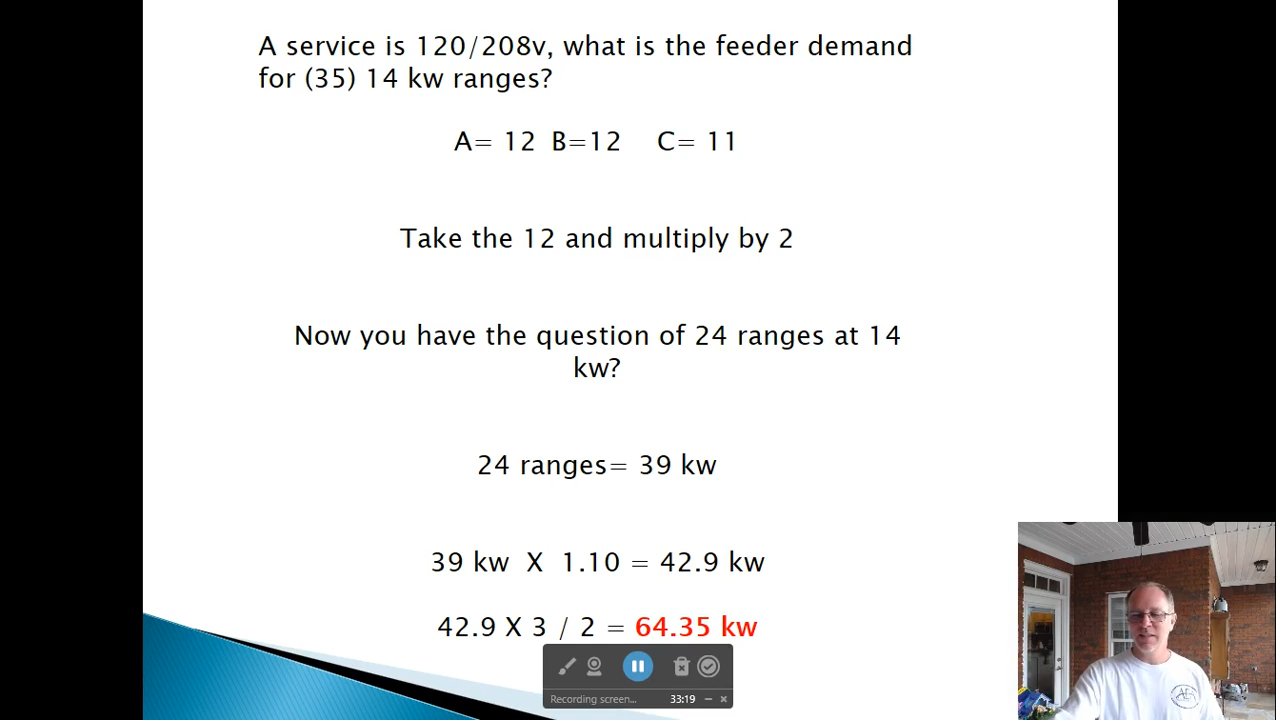 A service is 120/208v, what is the feeder demand
for (35) 14 kw ranges?
A= 12 B=12 C= 11
Take the 12 and multiply by 2
Now you have the question of 24 ranges at 14
kw?
24 ranges= 39 kw
39 kw X 1.10 = 42.9 kw
42.9 X 3 / 2 = 64.35 kw
Recording screen... 33:19